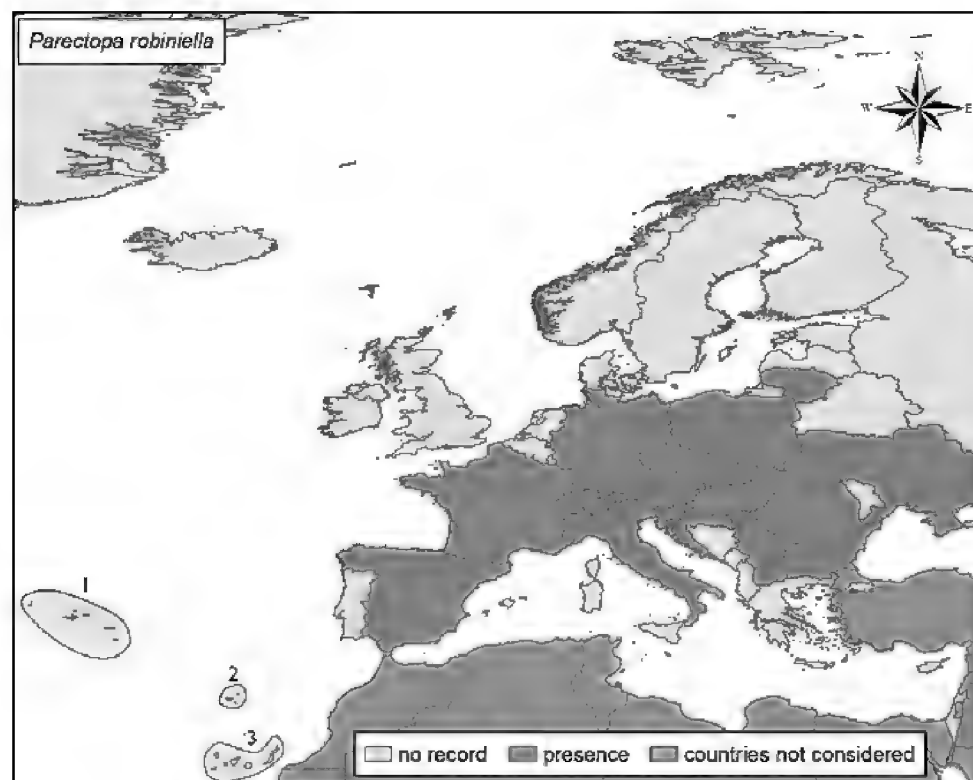 Parectopa robiniella
N
W E
S
1
2
3
no record presence countries not considered